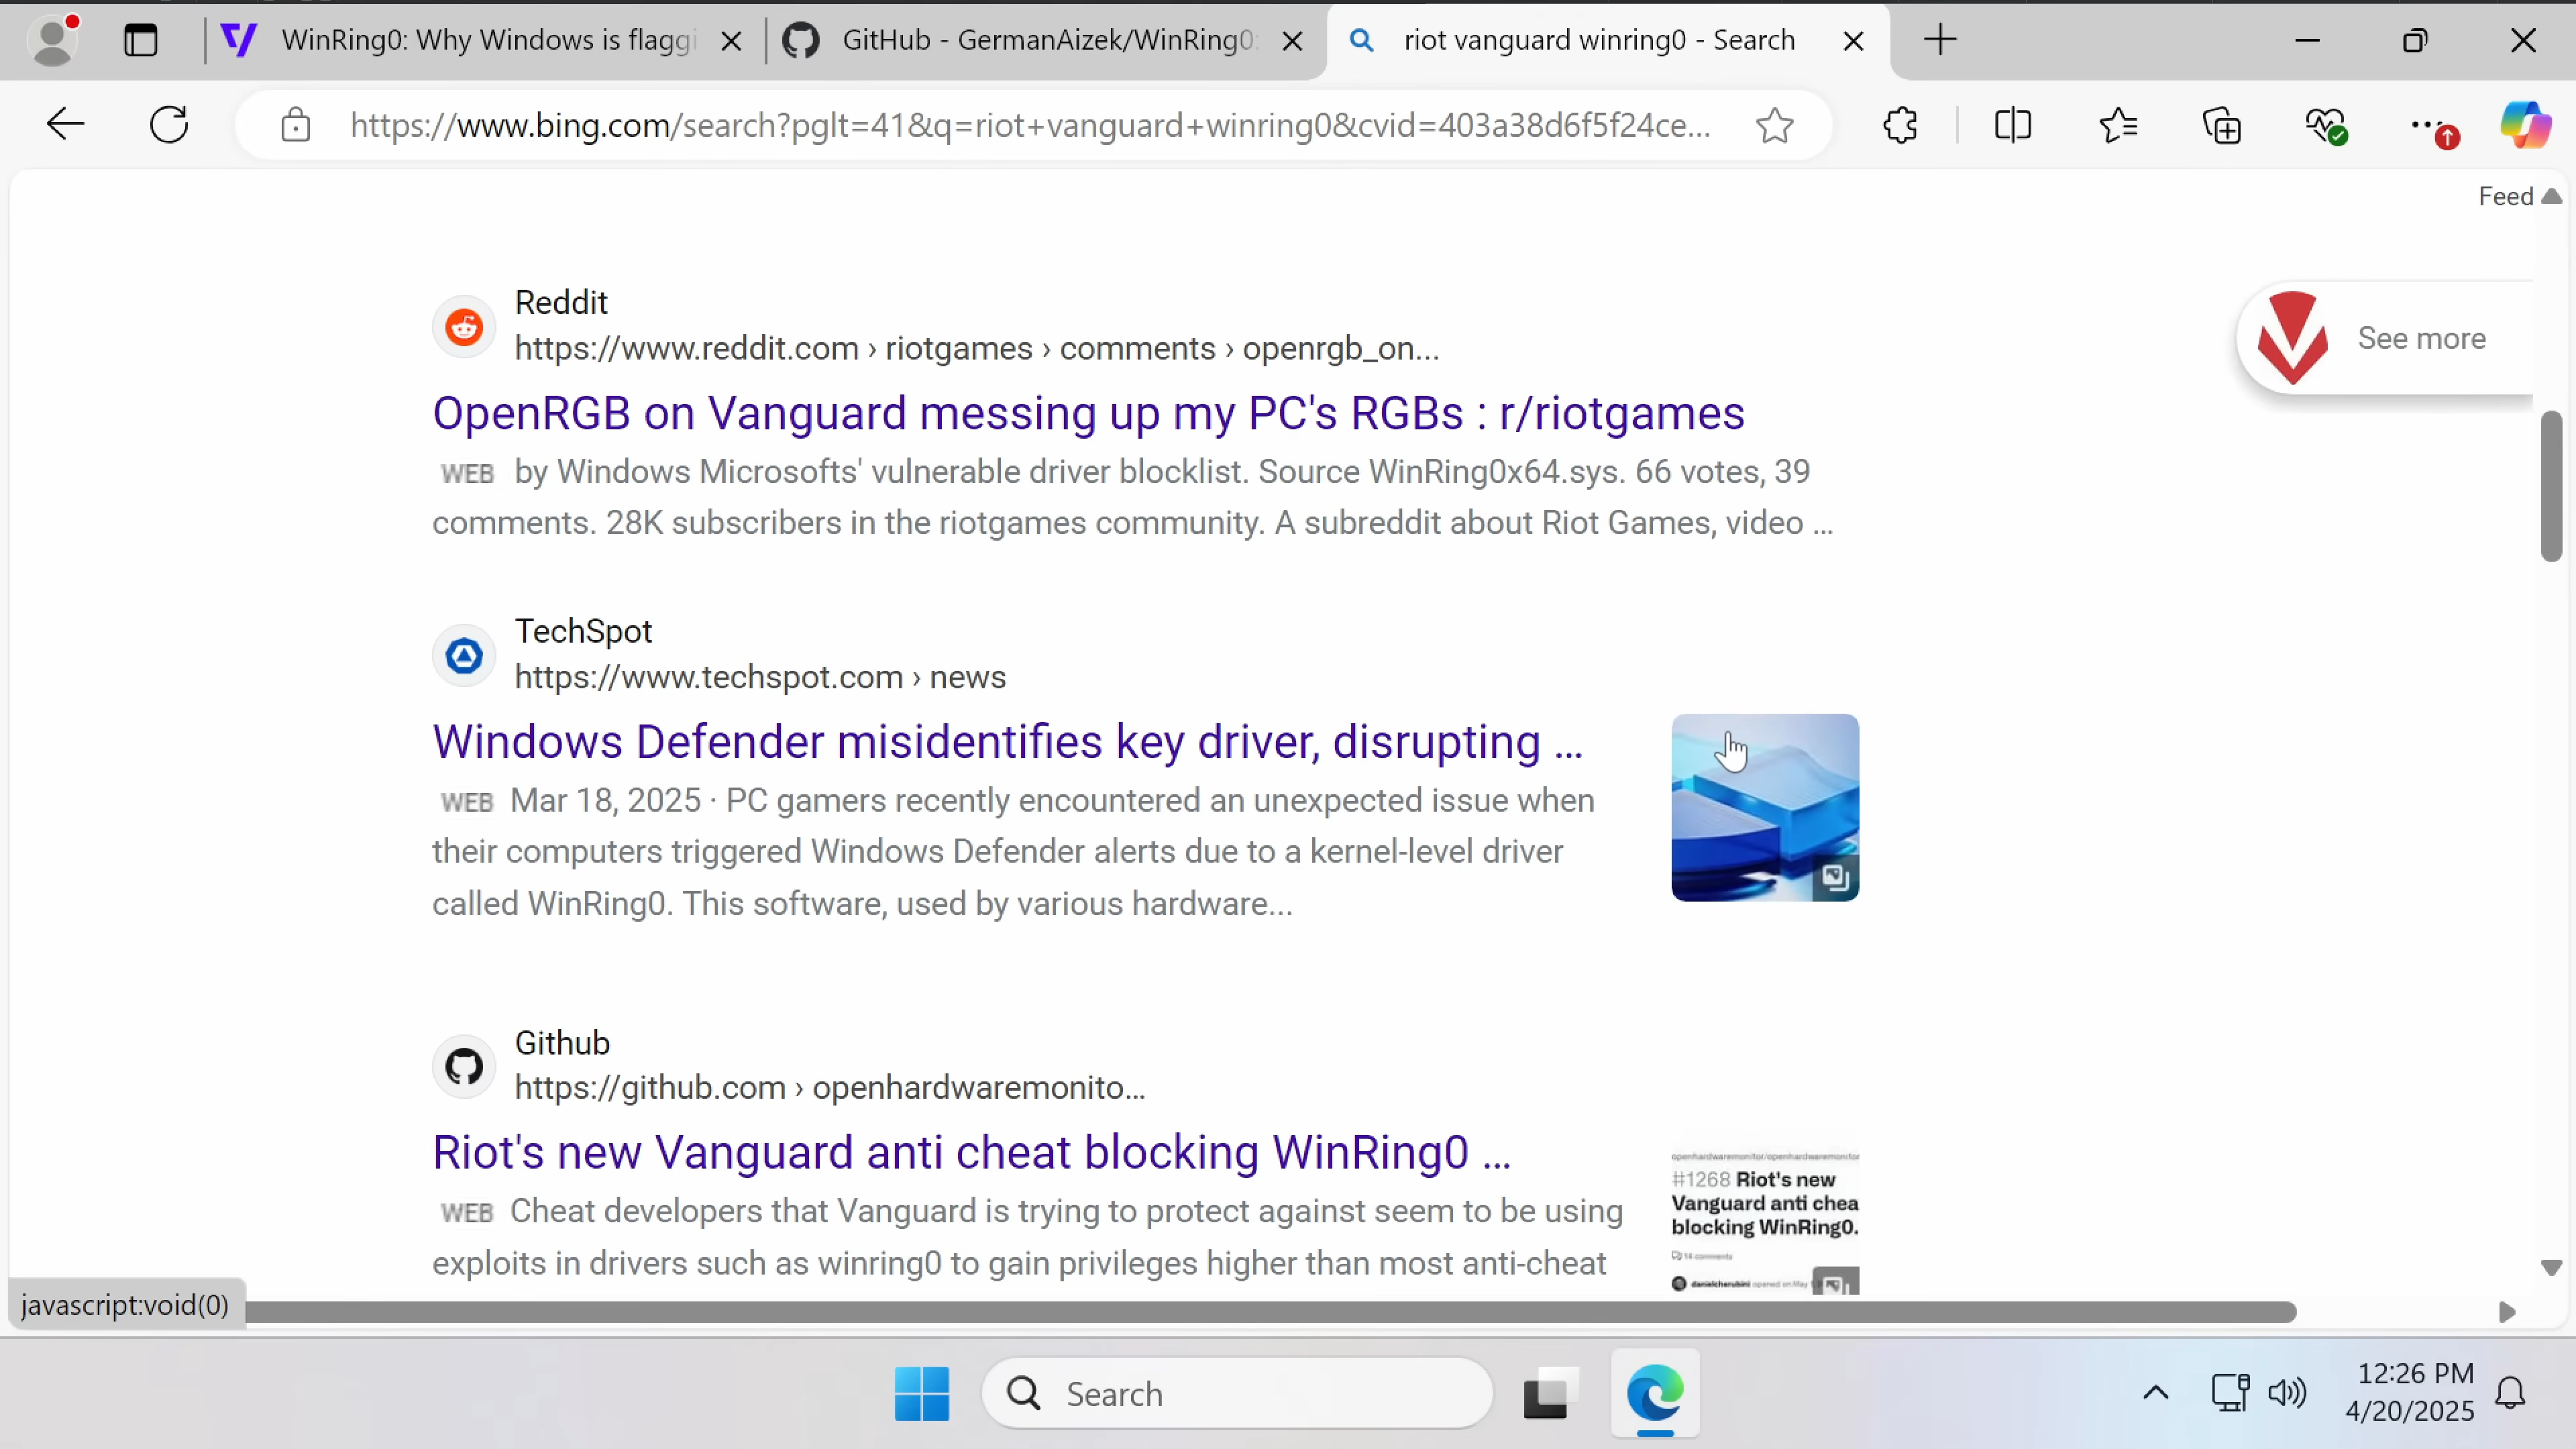 WinRing0: Why Windows is flaggi
GitHub - GermanAizek/WinRing0:
riot vanguard winring0 - Search
https://www.bing.com/search?pglt=41&q=riot+vanguard+winring0&cvid=403a38d6f5f24ce...
Feed
See more
Reddit
https://www.reddit.com › riotgames › comments › openrgb_on...
OpenRGB on Vanguard messing up my PC's RGBs : r/riotgames
WEB by Windows Microsofts' vulnerable driver blocklist. Source WinRing0x64.sys. 66 votes, 39
comments. 28K subscribers in the riotgames community. A subreddit about Riot Games, video ...
TechSpot
https://www.techspot.com › news
Windows Defender misidentifies key driver, disrupting ...
WEB Mar 18, 2025 · PC gamers recently encountered an unexpected issue when
their computers triggered Windows Defender alerts due to a kernel-level driver
called WinRing0. This software, used by various hardware...
Github
https://github.com › openhardwaremonito...
Riot's new Vanguard anti cheat blocking WinRing0 ...
WEB Cheat developers that Vanguard is trying to protect against seem to be using
exploits in drivers such as winring0 to gain privileges higher than most anti-cheat
openhardwaremonitor/openhardwaremonitor
#1268 Riot's new
Vanguard anti chea
blocking WinRing0.
14 comments
danielcherubini opened on May
javascript:void(0)
Search
12:26 PM
4/20/2025